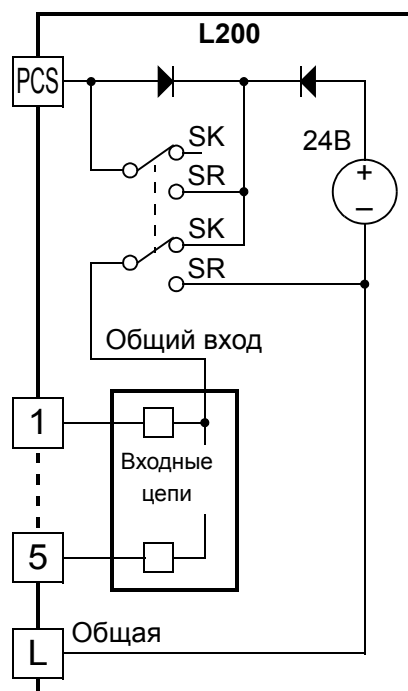 L200
PCS
SK
24В
SR
+
SK
–
SR
Общий вход
1
Входные
цепи
5
Общая
L